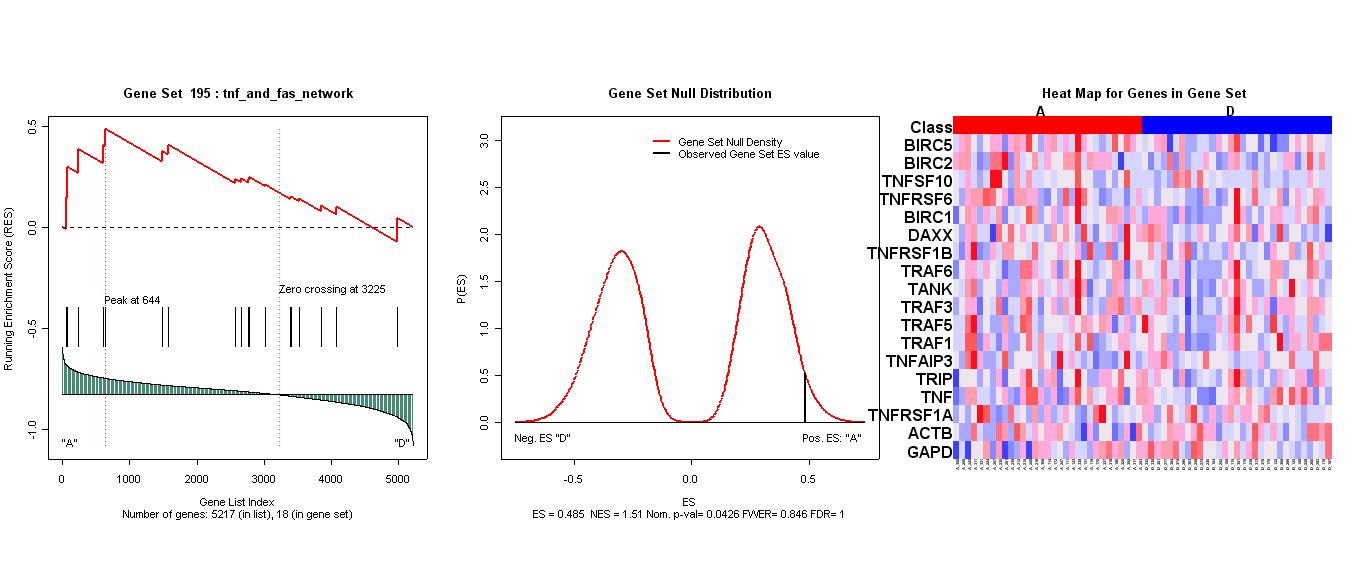 Gene Set 195 : tnf_and_fas_network
Running Enrichment Score (RES)
0.5
0.0
-0.5
-1.0
Peak at 644
Zero crossing at 3225
"A"
"D"
0 1000 2000 3000 4000 5000
Gene List Index
Number of genes: 5217 (in list), 18 (in gene set)
Gene Set Null Distribution
P(ES)
3.0
2.5
2.0
1.5
1.0
0.5
0.0
Gene Set Null Density
Observed Gene Set ES value
Neg. ES "D"
Pos. ES: "A"
-0.5 0.0 0.5
ES
ES = 0.485 NES = 1.51 Nom. p-val= 0.0426 FWER= 0.846 FDR= 1
Heat Map for Genes in Gene Set
A D
Class
BIRC5
BIRC2
TNFSF10
TNFRSF6
BIRC1
DAXX
TNFRSF1B
TRAF6
TANK
TRAF3
TRAF5
TRAF1
TNFAIP3
TRIP
TNF
TNFRSF1A
ACTB
GAPD